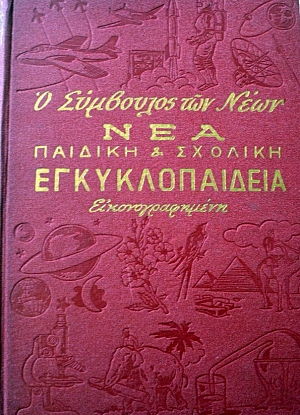 Ὁ Σύμβουλος τῶν Νέων
ΝΕΑ
ΠΑΙΔΙΚΗ & ΣΧΟΛΙΚΗ
ΕΓΚΥΚΛΟΠΑΙΔΕΙΑ
Εἰκονογραφημένη